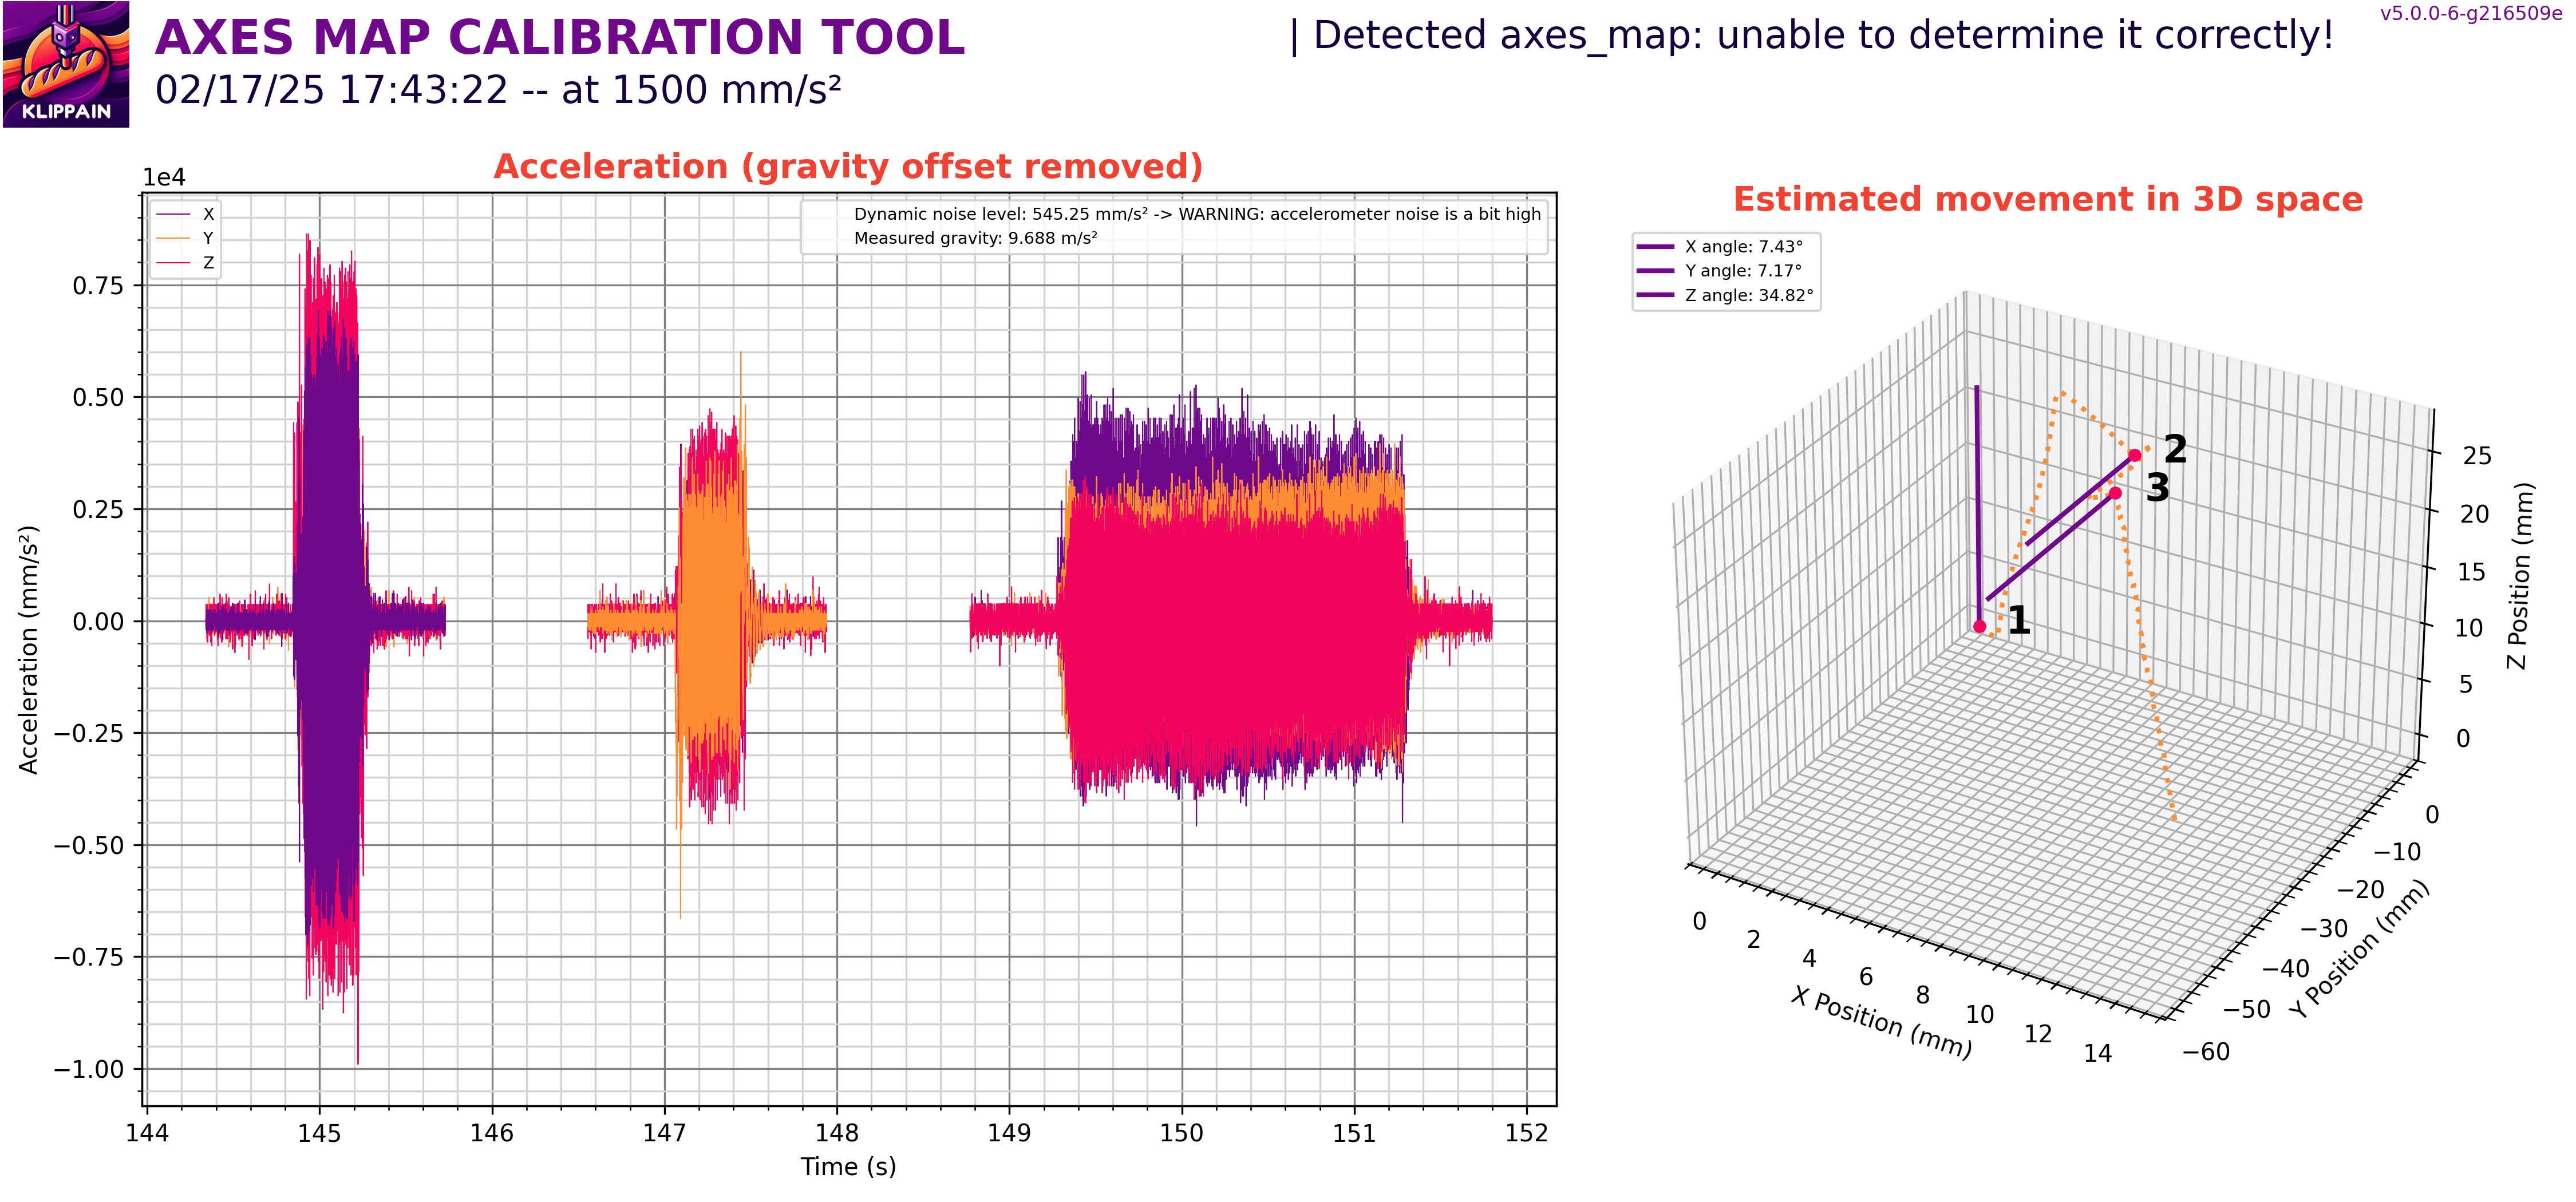 KLIPPAIN
AXES MAP CALIBRATION TOOL
02/17/25 17:43:22 -- at 1500 mm/s²
| Detected axes_map: unable to determine it correctly!
v5.0.0-6-g216509e
Acceleration (gravity offset removed)
1e4
X
Y
Z
Dynamic noise level: 545.25 mm/s² -> WARNING: accelerometer noise is a bit high
Measured gravity: 9.688 m/s²
0.75
0.50
0.25
0.00
−0.25
−0.50
−0.75
−1.00
Acceleration (mm/s²)
144 145 146 147 148 149 150 151 152
Time (s)
Estimated movement in 3D space
X angle: 7.43°
Y angle: 7.17°
Z angle: 34.82°
1
2
3
25
20
15
10
5
0
Z Position (mm)
0
−10
−20
−30
−40
−50
−60
Y Position (mm)
0 2 4 6 8 10 12 14
X Position (mm)